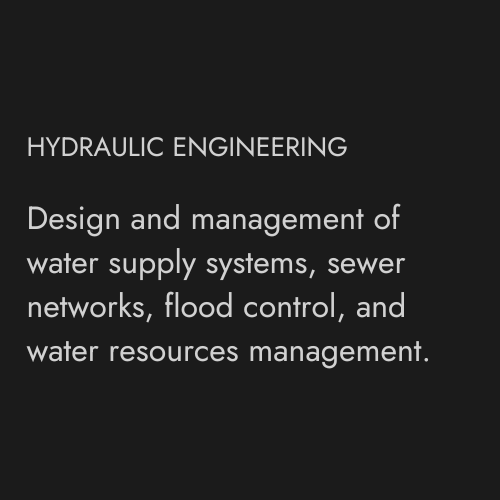 HYDRAULIC ENGINEERING
Design and management of
water supply systems, sewer
networks, flood control, and
water resources management.